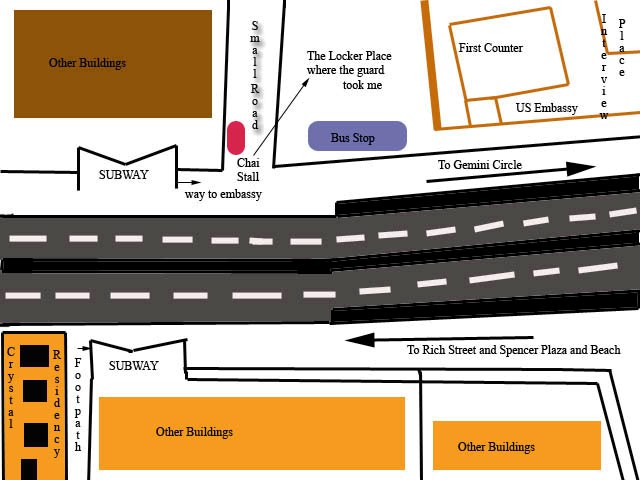 Other Buildings
Small Road
The Locker Place
where the guard
took me
First Counter
Interview
Place
US Embassy
Bus Stop
Chai
Stall
To Gemini Circle
SUBWAY
way to embassy
To Rich Street and Spencer Plaza and Beach
Crystal
Residency
Footpath
SUBWAY
Other Buildings
Other Buildings